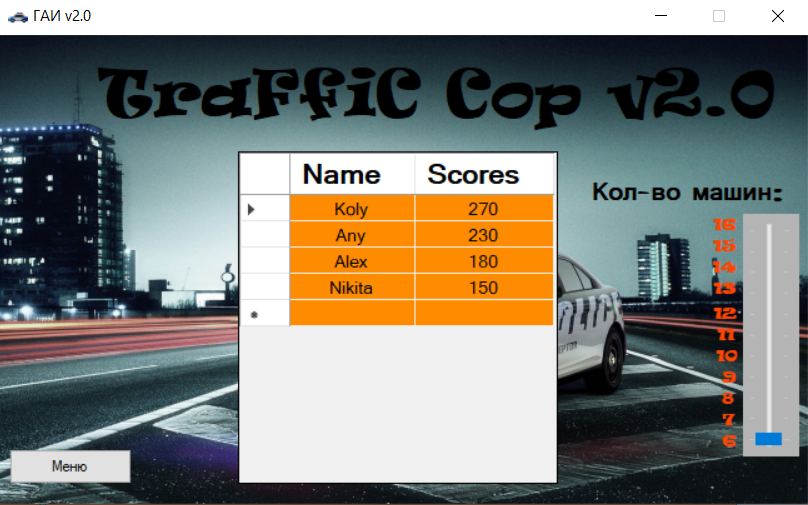 ГАИ v2.0
Traffic Cop v2.0
Name Scores
Koly 270
Any 230
Alex 180
Nikita 150
Кол-во машин:
16
15
14
13
12
11
10
9
8
7
6
Меню